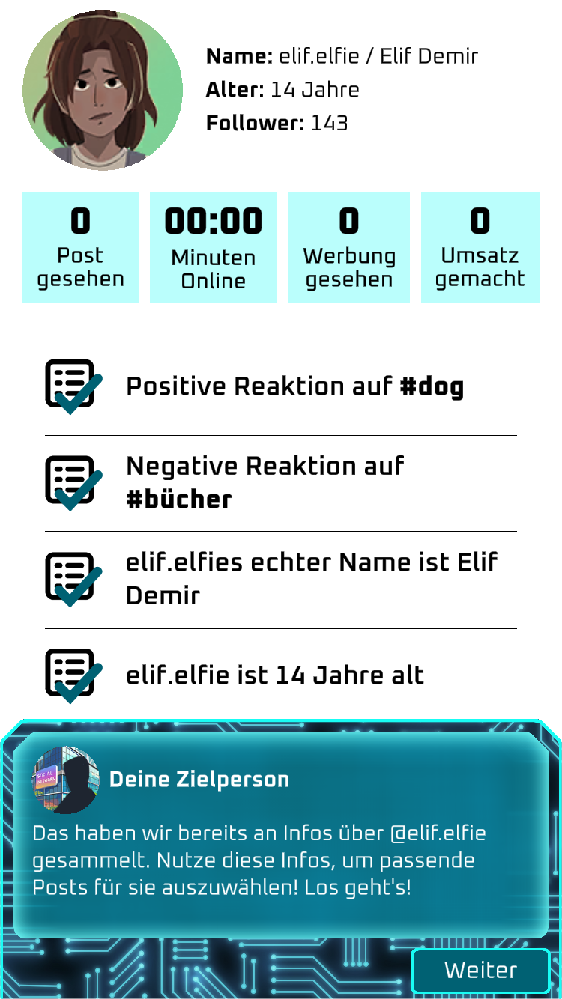 Name: elif.elfie / Elif Demir
Alter: 14 Jahre
Follower: 143
0
Post
gesehen
00:00
Minuten
Online
0
Werbung
gesehen
0
Umsatz
gemacht
Positive Reaktion auf #dog
Negative Reaktion auf
#bücher
elif.elfies echter Name ist Elif
Demir
elif.elfie ist 14 Jahre alt
SOCIAL
NETWORK
Deine Zielperson
Das haben wir bereits an Infos über @elif.elfie
gesammelt. Nutze diese Infos, um passende
Posts für sie auszuwählen! Los geht's!
Weiter